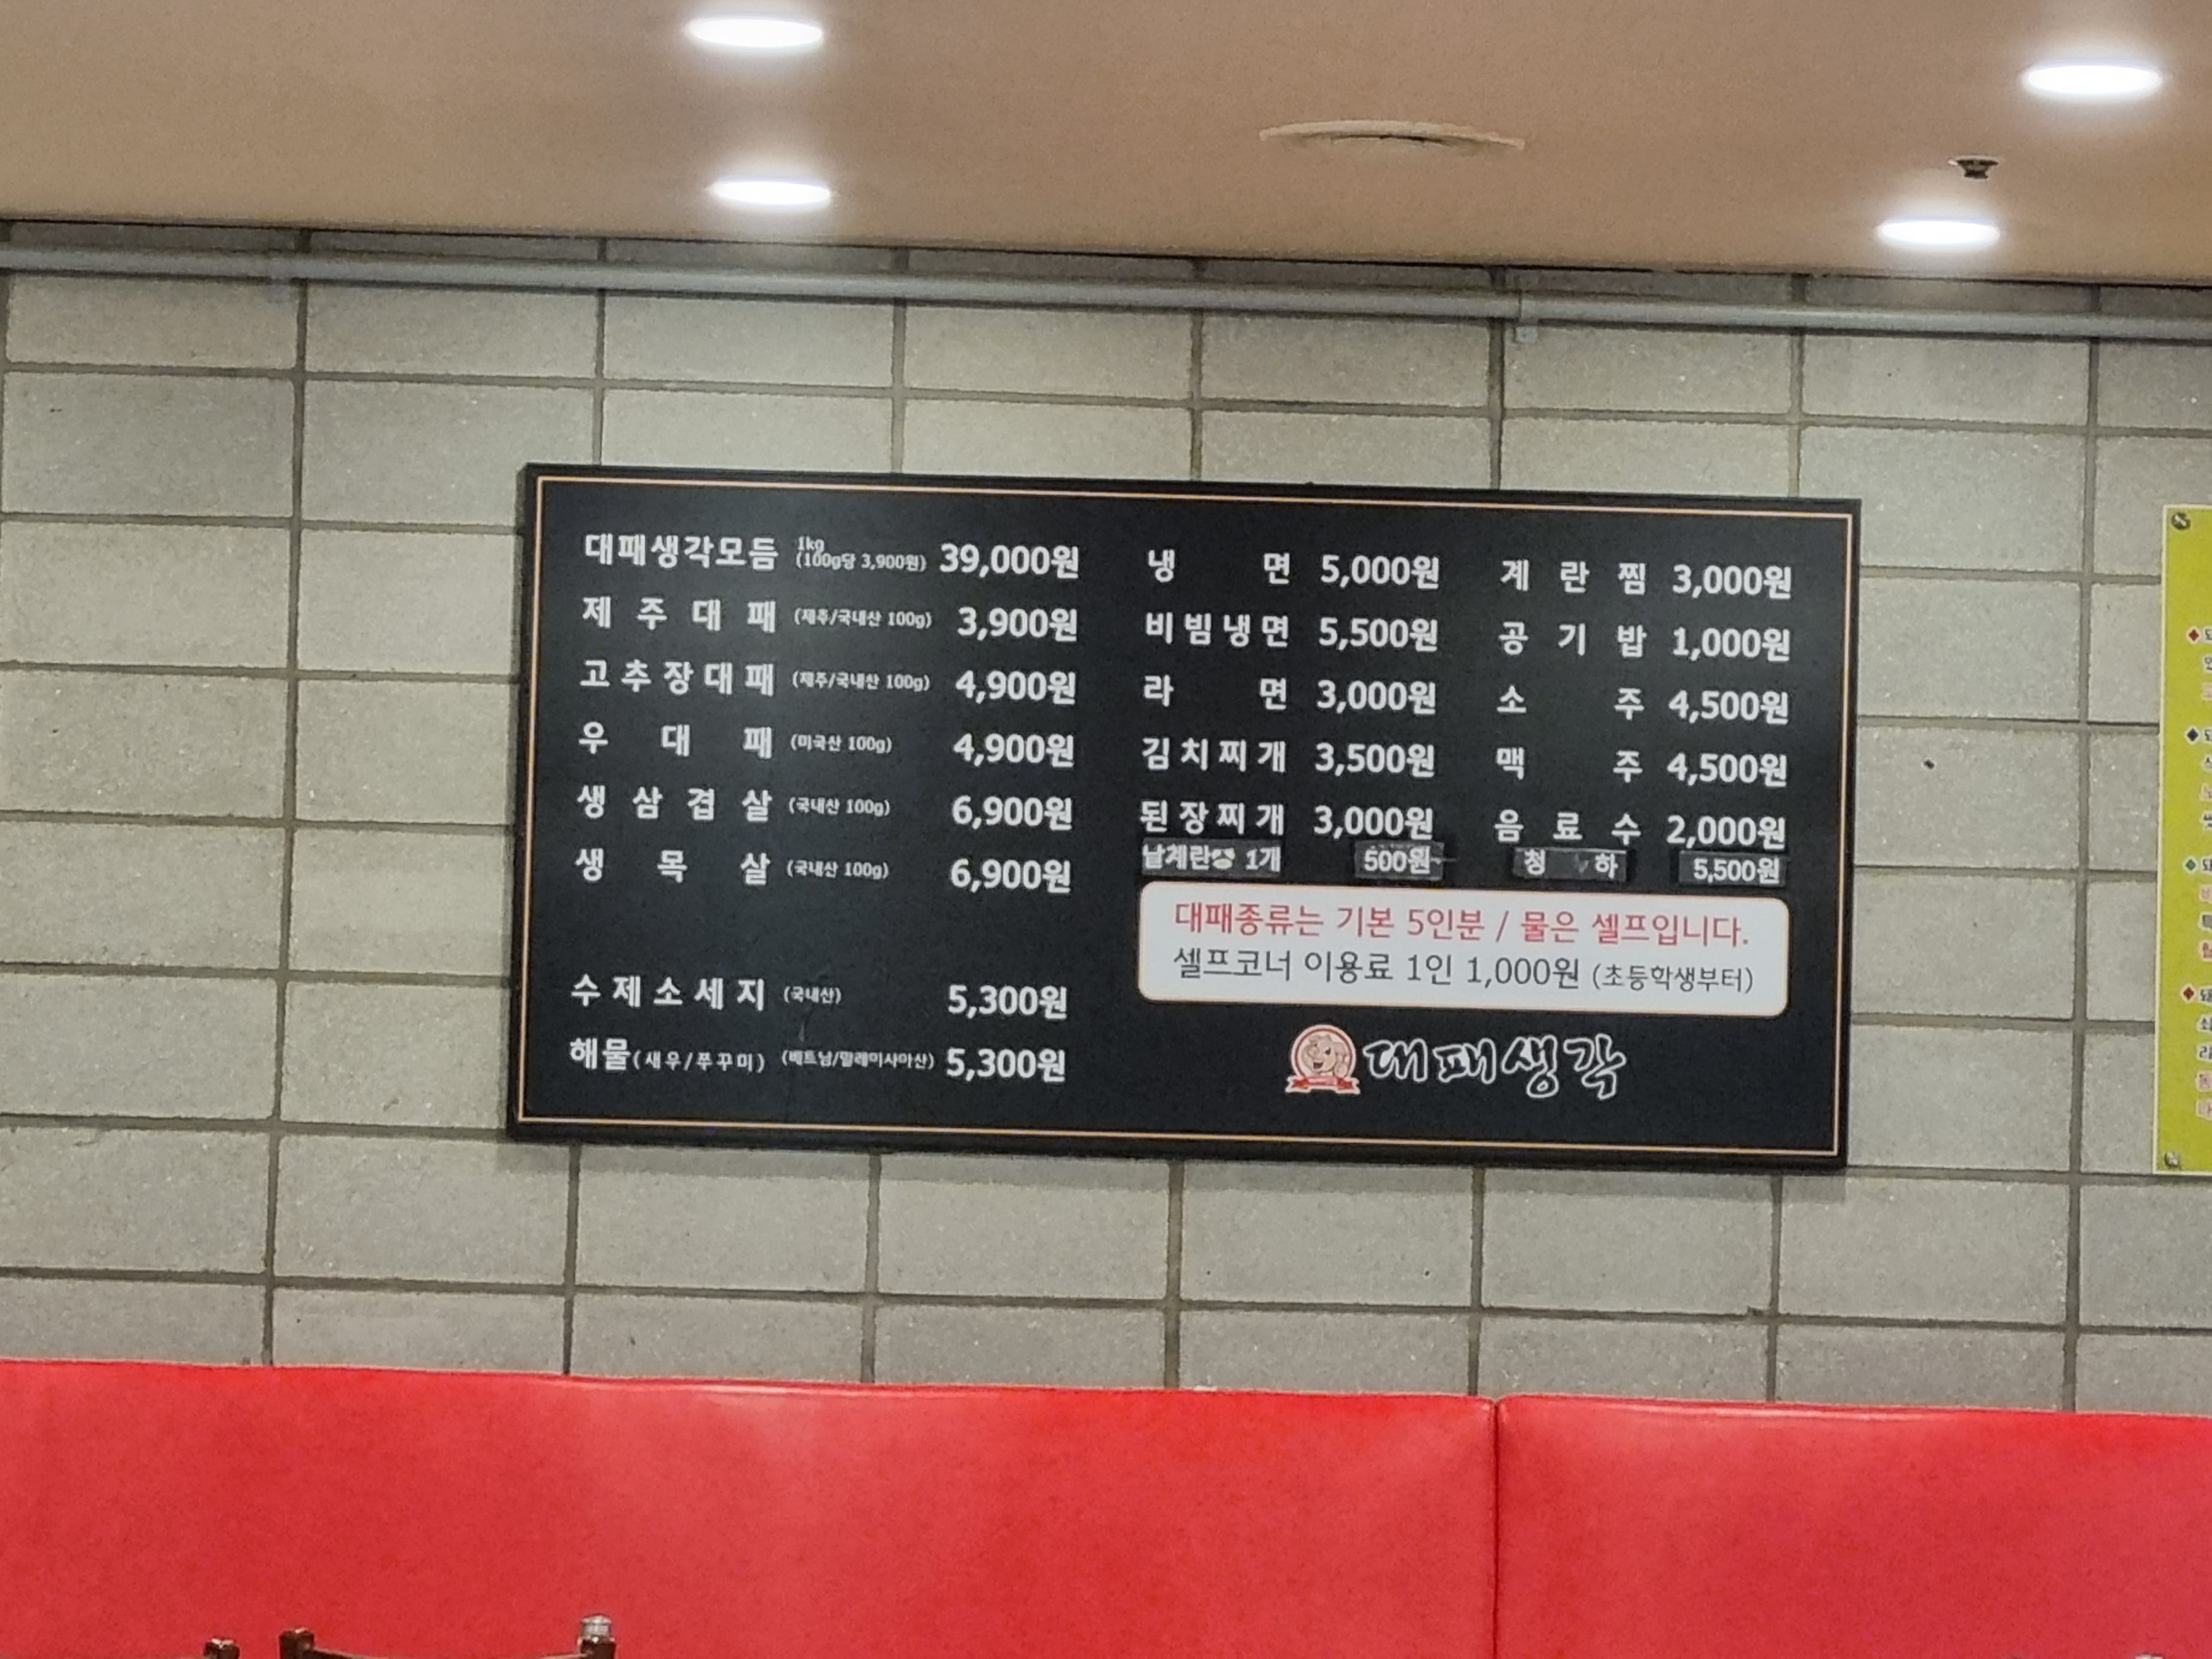 대패생각모듬 1kg (100g당 3,900원) 39,000원
제주대패 (제주/국내산 100g) 3,900원
고추장대패 (제주/국내산 100g) 4,900원
우대패 (미국산 100g) 4,900원
생삼겹살 (국내산 100g) 6,900원
생목살 (국내산 100g) 6,900원
수제소세지 (국내산) 5,300원
해물(새우/쭈꾸미) (베트남/말레이시아산) 5,300원
냉면 5,000원
비빔냉면 5,500원
라면 3,000원
김치찌개 3,500원
된장찌개 3,000원
날계란 1개 500원
계란찜 3,000원
공기밥 1,000원
소주 4,500원
맥주 4,500원
음료수 2,000원
청하 5,500원
대패종류는 기본 5인분 / 물은 셀프입니다.
셀프코너 이용료 1인 1,000원 (초등학생부터)
대패생각